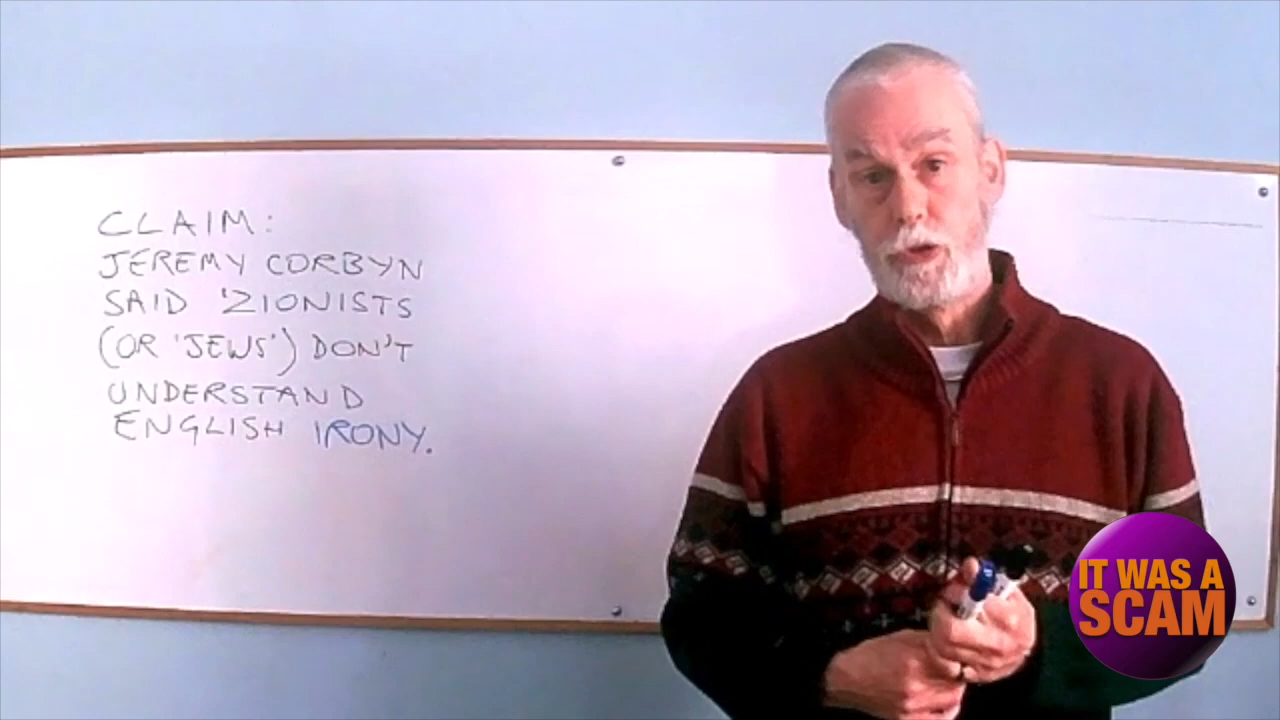 CLAIM:
JEREMY CORBYN
SAID 'ZIONISTS
(OR 'JEWS') DON'T
UNDERSTAND
ENGLISH IRONY.
IT WAS A
SCAM